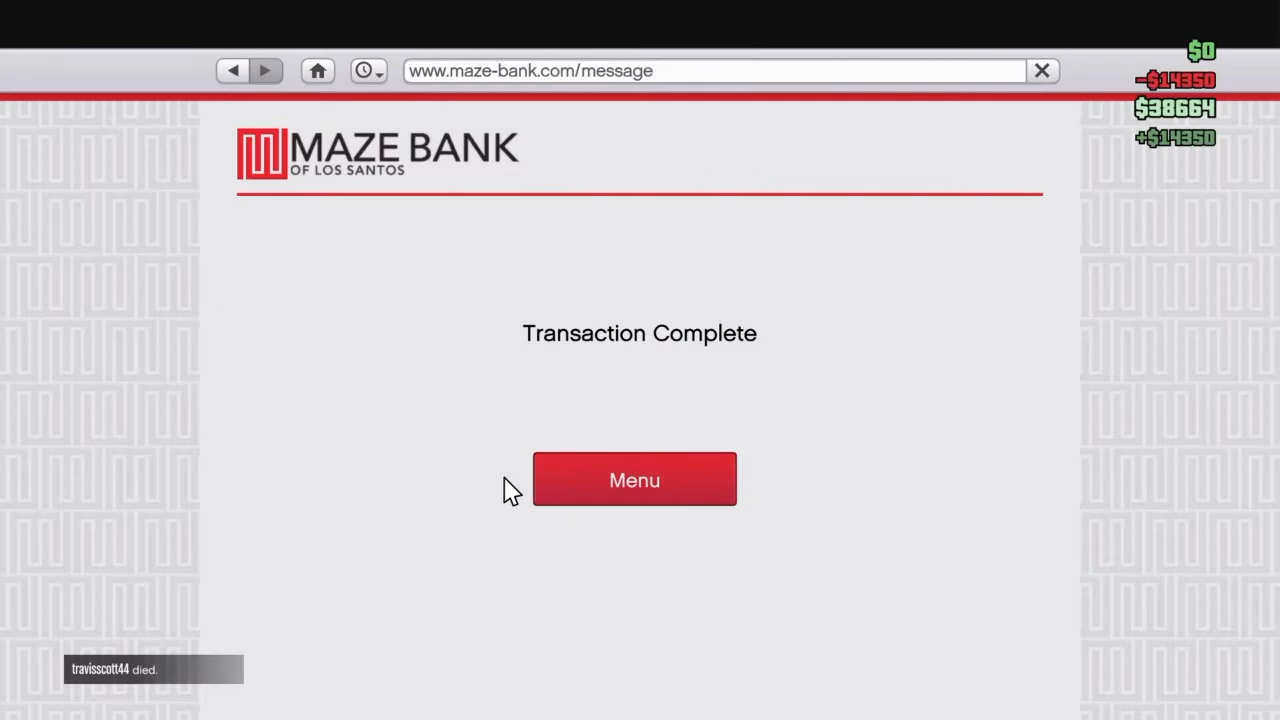 www.maze-bank.com/message
$0
-$14350
$38664
+$14350
MAZE BANK
OF LOS SANTOS
Transaction Complete
Menu
travisscott44 died.